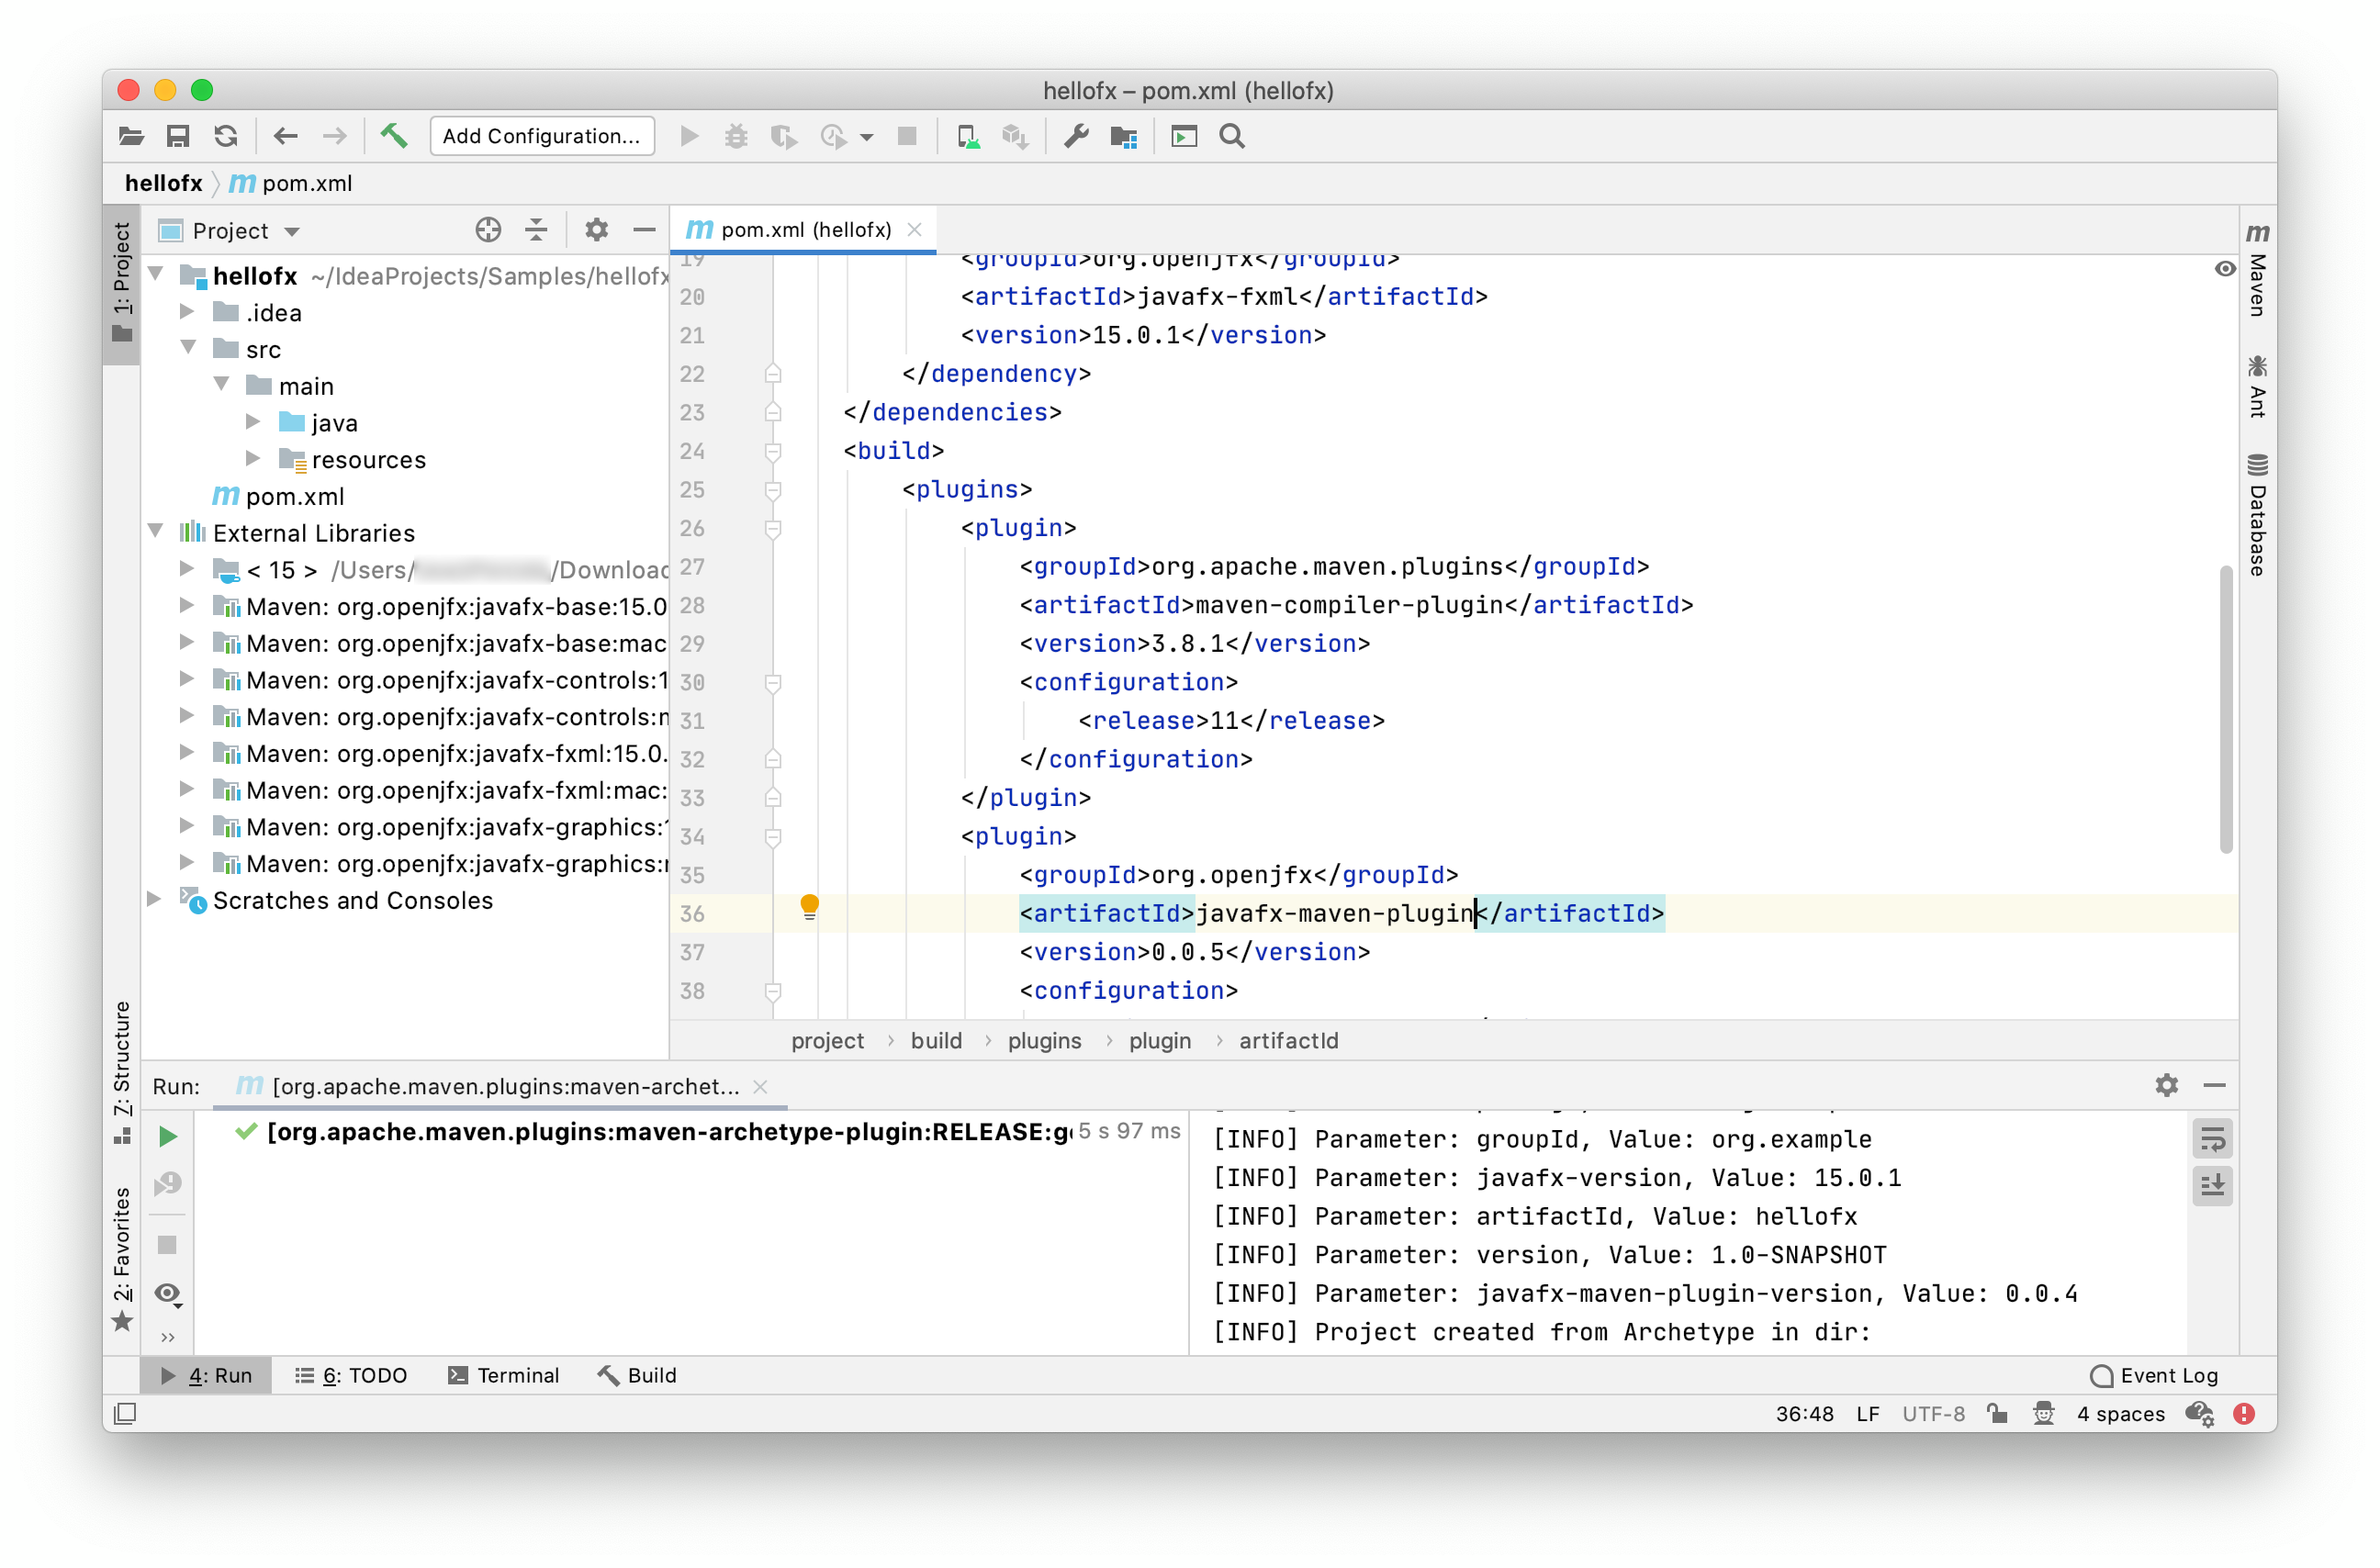 hellofx – pom.xml (hellofx)
Add Configuration...
hellofx
m pom.xml
1: Project
Project
hellofx ~/IdeaProjects/Samples/hellofx
.idea
src
main
java
resources
m pom.xml
External Libraries
< 15 > /Users/ /Download
Maven: org.openjfx:javafx-base:15.0
Maven: org.openjfx:javafx-base:mac
Maven: org.openjfx:javafx-controls:1
Maven: org.openjfx:javafx-controls:m
Maven: org.openjfx:javafx-fxml:15.0.
Maven: org.openjfx:javafx-fxml:mac:
Maven: org.openjfx:javafx-graphics:1
Maven: org.openjfx:javafx-graphics:m
Scratches and Consoles
7: Structure
2: Favorites
m pom.xml (hellofx)
19 <groupId>org.openjfx</groupId>
20 <artifactId>javafx-fxml</artifactId>
21 <version>15.0.1</version>
22 </dependency>
23 </dependencies>
24 <build>
25 <plugins>
26 <plugin>
27 <groupId>org.apache.maven.plugins</groupId>
28 <artifactId>maven-compiler-plugin</artifactId>
29 <version>3.8.1</version>
30 <configuration>
31 <release>11</release>
32 </configuration>
33 </plugin>
34 <plugin>
35 <groupId>org.openjfx</groupId>
36 <artifactId>javafx-maven-plugin</artifactId>
37 <version>0.0.5</version>
38 <configuration>
project › build › plugins › plugin › artifactId
m Maven
Ant
Database
Run: m [org.apache.maven.plugins:maven-archet...
[org.apache.maven.plugins:maven-archetype-plugin:RELEASE:ge 5 s 97 ms
[INFO] Parameter: groupId, Value: org.example
[INFO] Parameter: javafx-version, Value: 15.0.1
[INFO] Parameter: artifactId, Value: hellofx
[INFO] Parameter: version, Value: 1.0-SNAPSHOT
[INFO] Parameter: javafx-maven-plugin-version, Value: 0.0.4
[INFO] Project created from Archetype in dir:
4: Run 6: TODO Terminal Build Event Log
36:48 LF UTF-8 4 spaces